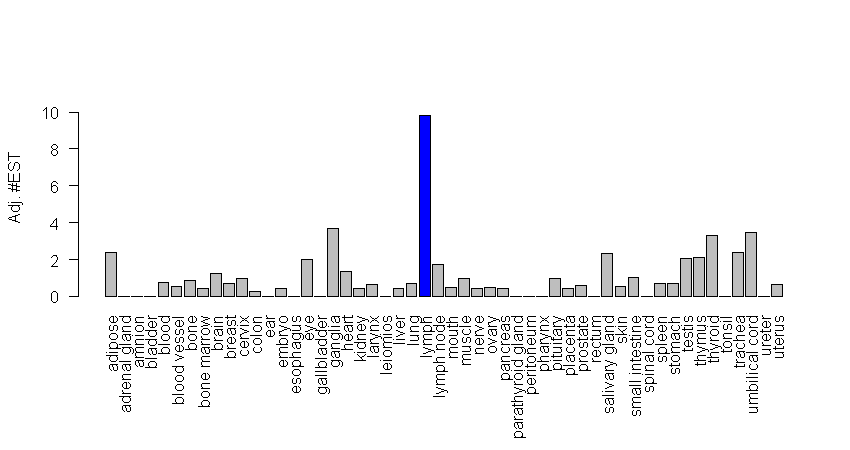 Adj. #EST
10
8
6
4
2
0
adipose
adrenal gland
amnion
bladder
blood
blood vessel
bone
bone marrow
brain
breast
cervix
colon
ear
embryo
esophagus
eye
gallbladder
ganglia
heart
kidney
larynx
leiomios
liver
lung
lymph
lymph node
mouth
muscle
nerve
ovary
pancreas
parathyroid gland
peritoneum
pharynx
pituitary
placenta
prostate
rectum
salivary gland
skin
small intestine
spinal cord
spleen
stomach
testis
thymus
thyroid
tonsil
trachea
umbilical cord
ureter
uterus